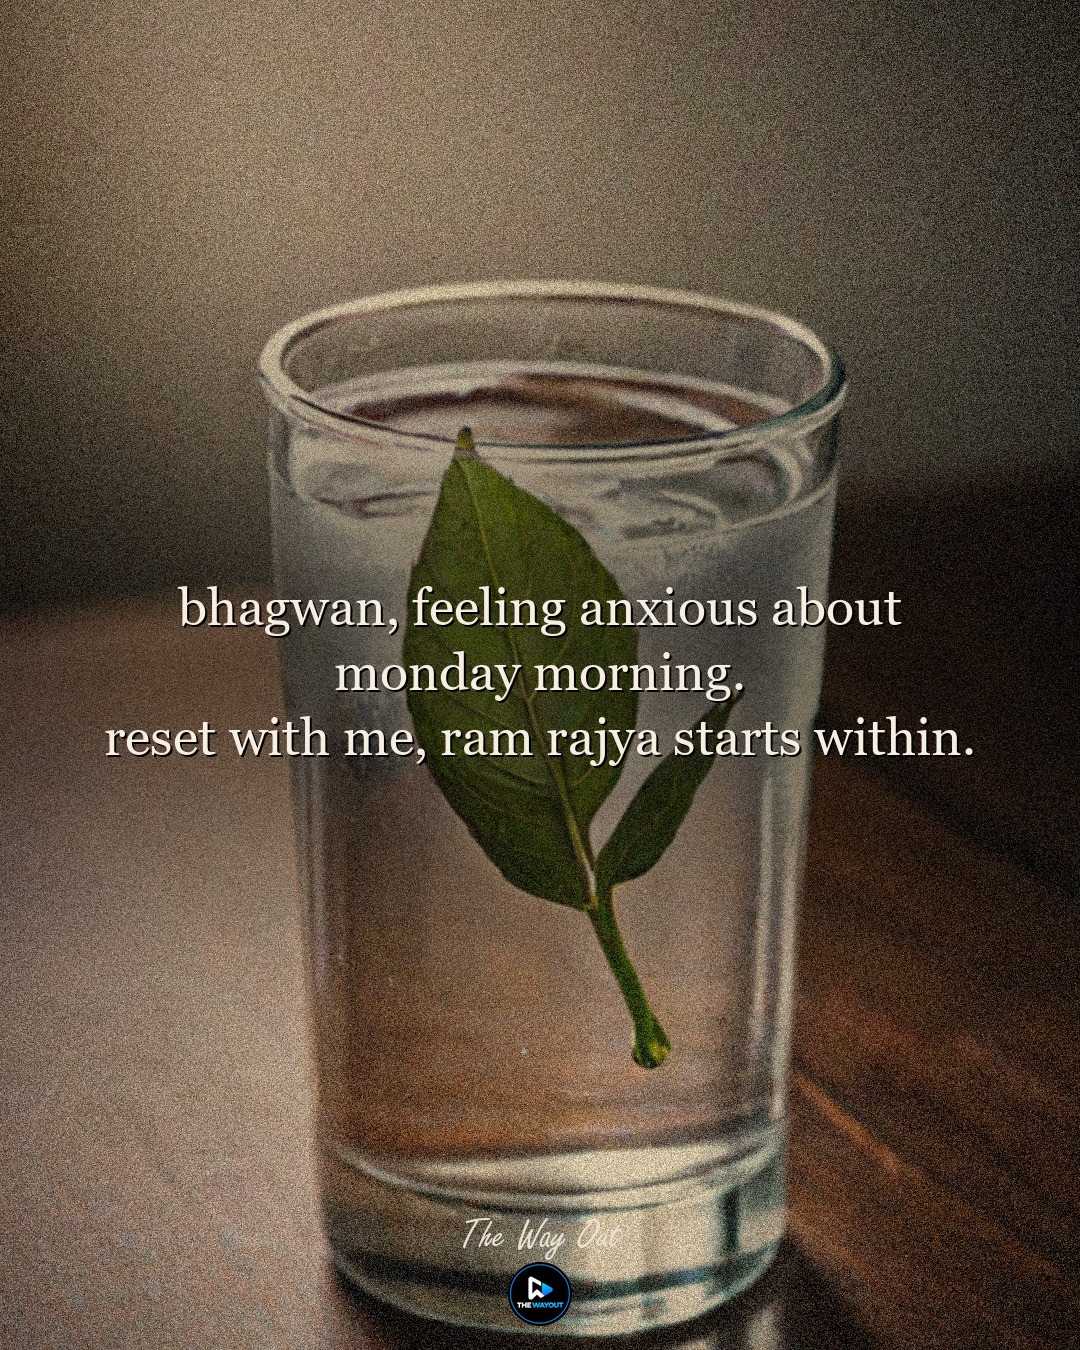 bhagwan, feeling anxious about
monday morning.
reset with me, ram rajya starts within.
The Way Out
THE WAYOUT